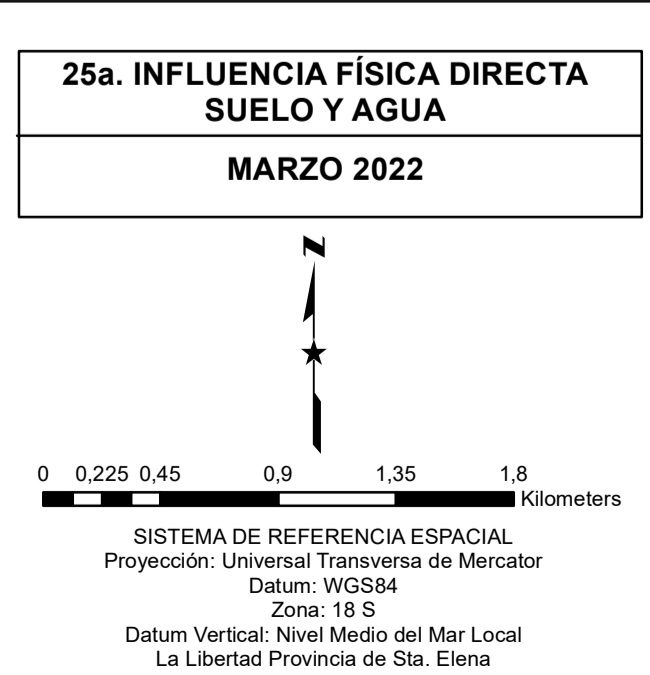 25a. INFLUENCIA FÍSICA DIRECTA
SUELO Y AGUA
MARZO 2022
N
0 0,225 0,45 0,9 1,35 1,8
Kilometers
SISTEMA DE REFERENCIA ESPACIAL
Proyección: Universal Transversa de Mercator
Datum: WGS84
Zona: 18 S
Datum Vertical: Nivel Medio del Mar Local
La Libertad Provincia de Sta. Elena